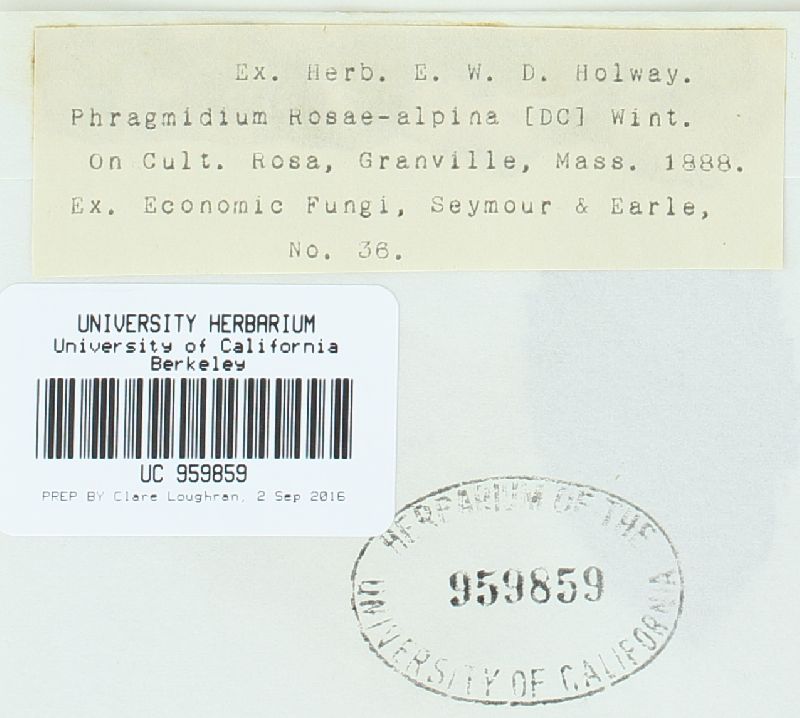 Ex. Herb. E. W. D. Holway.
Phragmidium Rosae-alpina [DC] Wint.
On Cult. Rosa, Granville, Mass. 1888.
Ex. Economic Fungi, Seymour & Earle,
No. 36.
UNIVERSITY HERBARIUM
University of California
Berkeley
UC 959859
PREP BY Clare Loughran, 2 Sep 2016
HERBARIUM OF THE
959859
UNIVERSITY OF CALIFORNIA